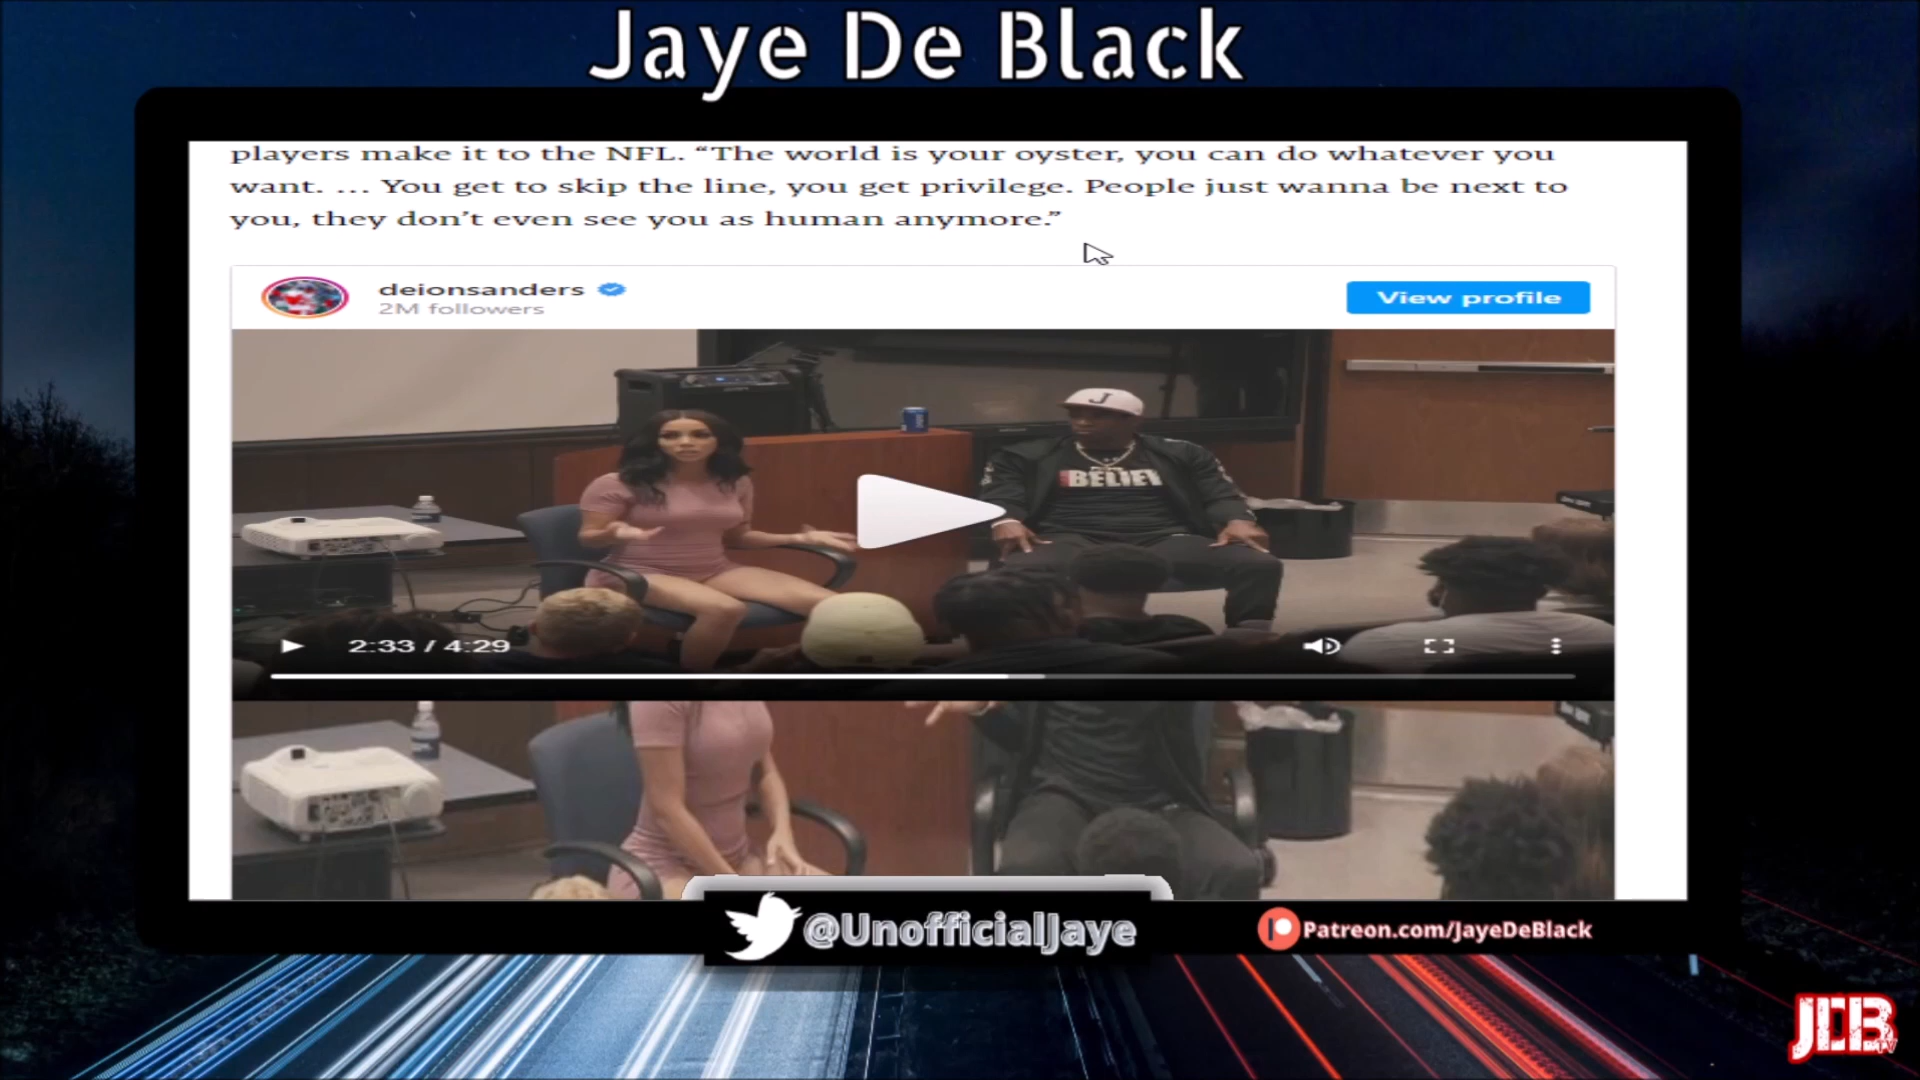 Jaye De Black
players make it to the NFL. “The world is your oyster, you can do whatever you
want. … You get to skip the line, you get privilege. People just wanna be next to
you, they don’t even see you as human anymore.”
deionsanders
2M followers
View profile
J
BELIEVE
2:33 / 4:29
@UnofficialJaye
Patreon.com/JayeDeBlack
JDB
TV